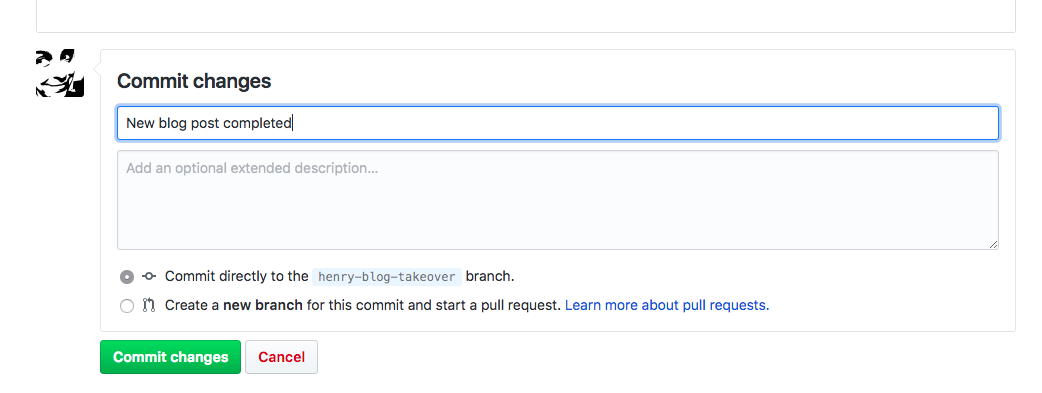 Commit changes
New blog post completed
Add an optional extended description...
Commit directly to the henry-blog-takeover branch.
Create a new branch for this commit and start a pull request. Learn more about pull requests.
Commit changes Cancel